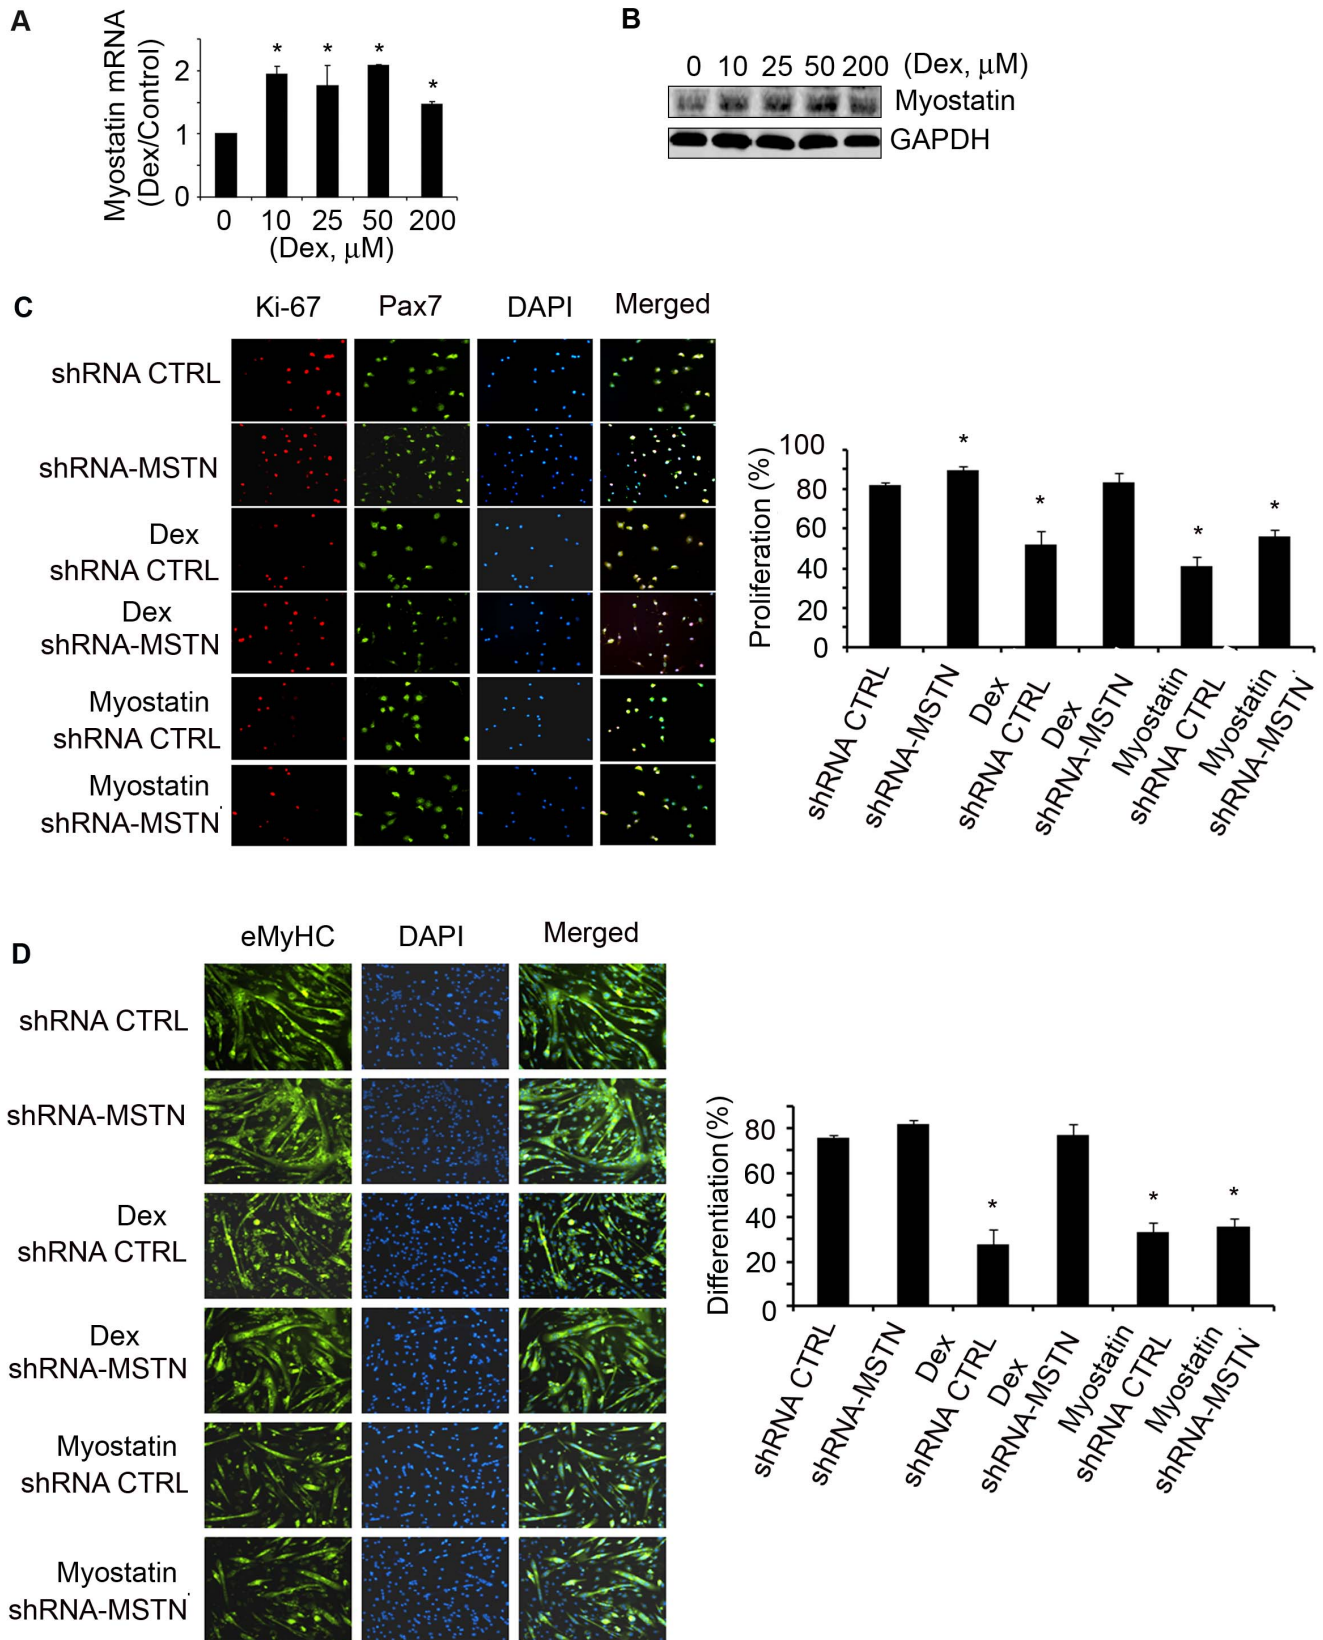 A
Myostatin mRNA
(Dex/Control)
2
1
0
* * * *
0 10 25 50 200
(Dex, μM)
B
0 10 25 50 200 (Dex, μM)
Myostatin
GAPDH
C
Ki-67 Pax7 DAPI Merged
shRNA CTRL
shRNA-MSTN
Dex
shRNA CTRL
Dex
shRNA-MSTN
Myostatin
shRNA CTRL
Myostatin
shRNA-MSTN
Proliferation (%)
100
80
60
40
20
0
* * * *
shRNA CTRL
shRNA-MSTN
Dex
shRNA CTRL
Dex
shRNA-MSTN
Myostatin
shRNA CTRL
Myostatin
shRNA-MSTN
D
eMyHC DAPI Merged
shRNA CTRL
shRNA-MSTN
Dex
shRNA CTRL
Dex
shRNA-MSTN
Myostatin
shRNA CTRL
Myostatin
shRNA-MSTN
Differentiation(%)
80
60
40
20
0
* * *
shRNA CTRL
shRNA-MSTN
Dex
shRNA CTRL
Dex
shRNA-MSTN
Myostatin
shRNA CTRL
Myostatin
shRNA-MSTN